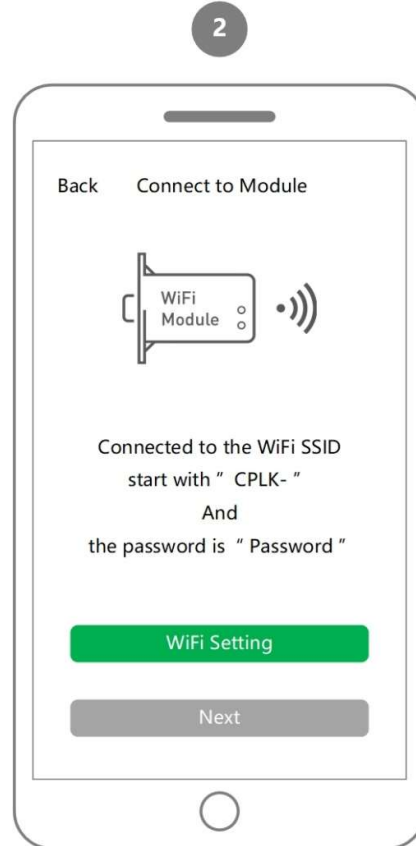 2
Back Connect to Module
WiFi
Module
Connected to the WiFi SSID
start with " CPLK- "
And
the password is " Password "
WiFi Setting
Next